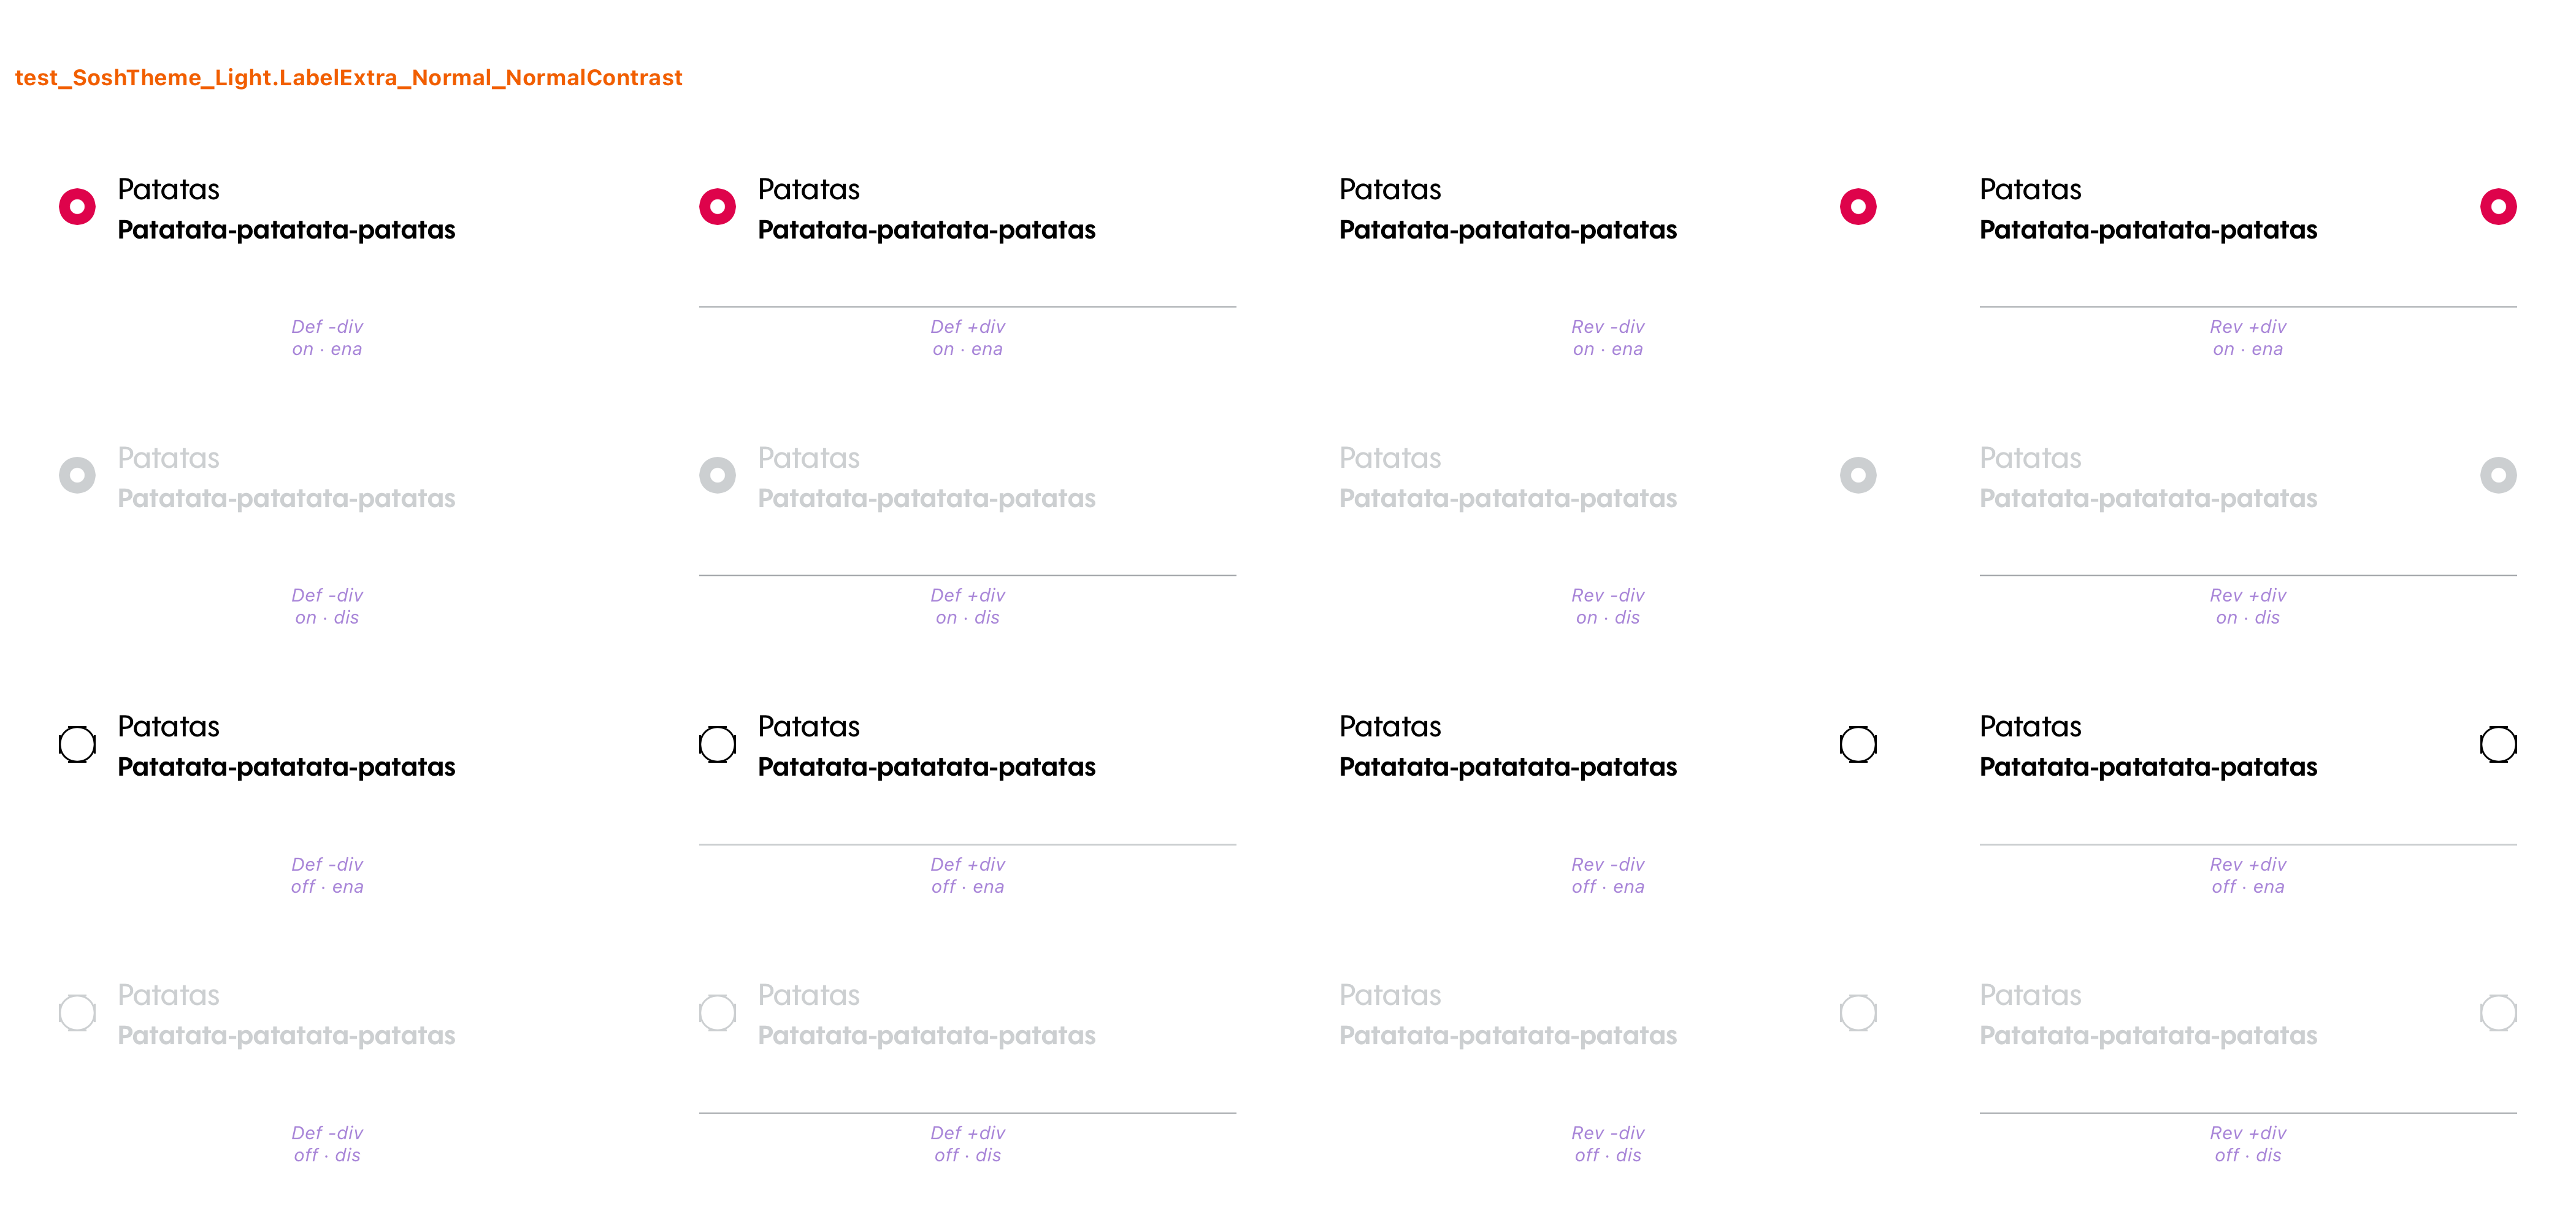 test_SoshTheme_Light.LabelExtra_Normal_NormalContrast
Patatas
Patatata-patatata-patatas
Def -div
on · ena
Patatas
Patatata-patatata-patatas
Def +div
on · ena
Patatas
Patatata-patatata-patatas
Rev -div
on · ena
Patatas
Patatata-patatata-patatas
Rev +div
on · ena
Patatas
Patatata-patatata-patatas
Def -div
on · dis
Patatas
Patatata-patatata-patatas
Def +div
on · dis
Patatas
Patatata-patatata-patatas
Rev -div
on · dis
Patatas
Patatata-patatata-patatas
Rev +div
on · dis
Patatas
Patatata-patatata-patatas
Def -div
off · ena
Patatas
Patatata-patatata-patatas
Def +div
off · ena
Patatas
Patatata-patatata-patatas
Rev -div
off · ena
Patatas
Patatata-patatata-patatas
Rev +div
off · ena
Patatas
Patatata-patatata-patatas
Def -div
off · dis
Patatas
Patatata-patatata-patatas
Def +div
off · dis
Patatas
Patatata-patatata-patatas
Rev -div
off · dis
Patatas
Patatata-patatata-patatas
Rev +div
off · dis